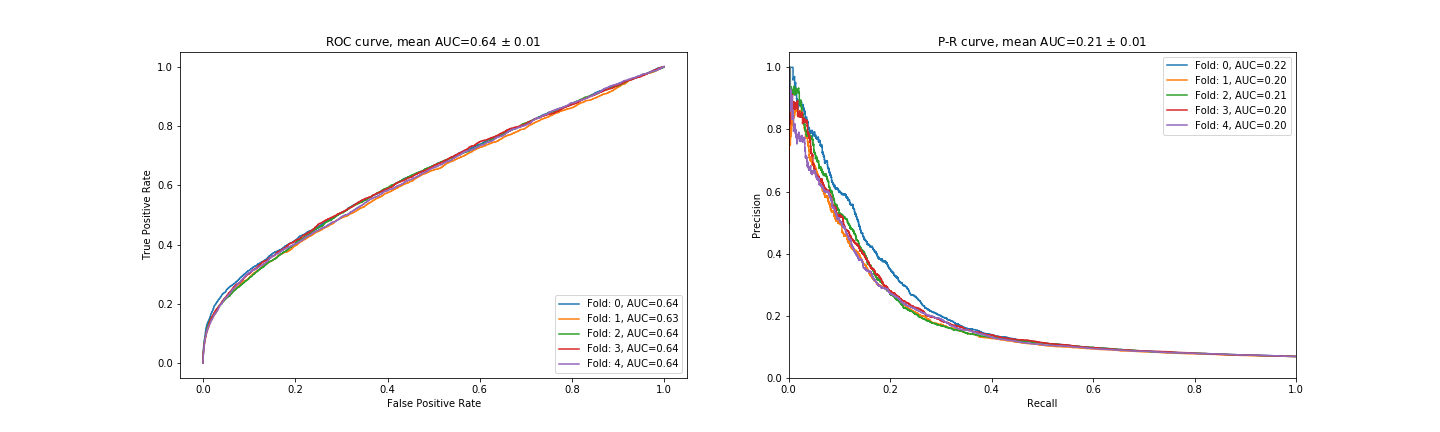 ROC curve, mean AUC=0.64 ± 0.01
True Positive Rate
1.0
0.8
0.6
0.4
0.2
0.0
Fold: 0, AUC=0.64
Fold: 1, AUC=0.63
Fold: 2, AUC=0.64
Fold: 3, AUC=0.64
Fold: 4, AUC=0.64
0.0 0.2 0.4 0.6 0.8 1.0
False Positive Rate
P-R curve, mean AUC=0.21 ± 0.01
Precision
1.0
0.8
0.6
0.4
0.2
0.0
Fold: 0, AUC=0.22
Fold: 1, AUC=0.20
Fold: 2, AUC=0.21
Fold: 3, AUC=0.20
Fold: 4, AUC=0.20
0.0 0.2 0.4 0.6 0.8 1.0
Recall